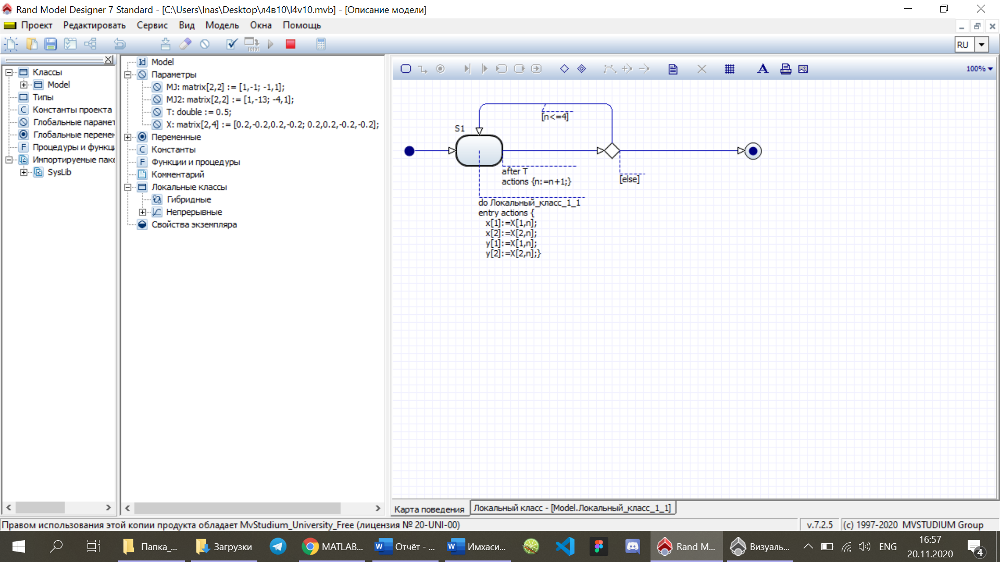 Rand Model Designer 7 Standard - [C:\Users\Inas\Desktop\л4в10\l4v10.mvb] - [Описание модели]
Проект Редактировать Сервис Вид Модель Окна Помощь
RU
Классы
Model
Типы
Константы проекта
Глобальные парамет
Глобальные перемен
Процедуры и функц
Импортируемые паке
SysLib
Id Model
Параметры
MJ: matrix[2,2] := [1,-1; -1,1];
MJ2: matrix[2,2] := [1,-13; -4,1];
T: double := 0.5;
X: matrix[2,4] := [0.2,-0.2,0.2,-0.2; 0.2,0.2,-0.2,-0.2];
Переменные
C Константы
F Функции и процедуры
Комментарий
Локальные классы
Гибридные
Непрерывные
Свойства экземпляра
100%
[n<=4]
S1
after T
actions {n:=n+1;}
[else]
do Локальный_класс_1_1
entry actions {
x[1]:=X[1,n];
x[2]:=X[2,n];
y[1]:=X[1,n];
y[2]:=X[2,n];}
Карта поведения
Локальный класс - [Model.Локальный_класс_1_1]
Правом использования этой копии продукта обладает MvStudium_University_Free (лицензия № 20-UNI-00)
v.7.2.5
(c) 1997-2020 MVSTUDIUM Group
Папка_...
Загрузки
MATLAB...
Отчёт - ...
Имхаси...
Rand M...
Визуаль...
ENG
16:57
20.11.2020
4